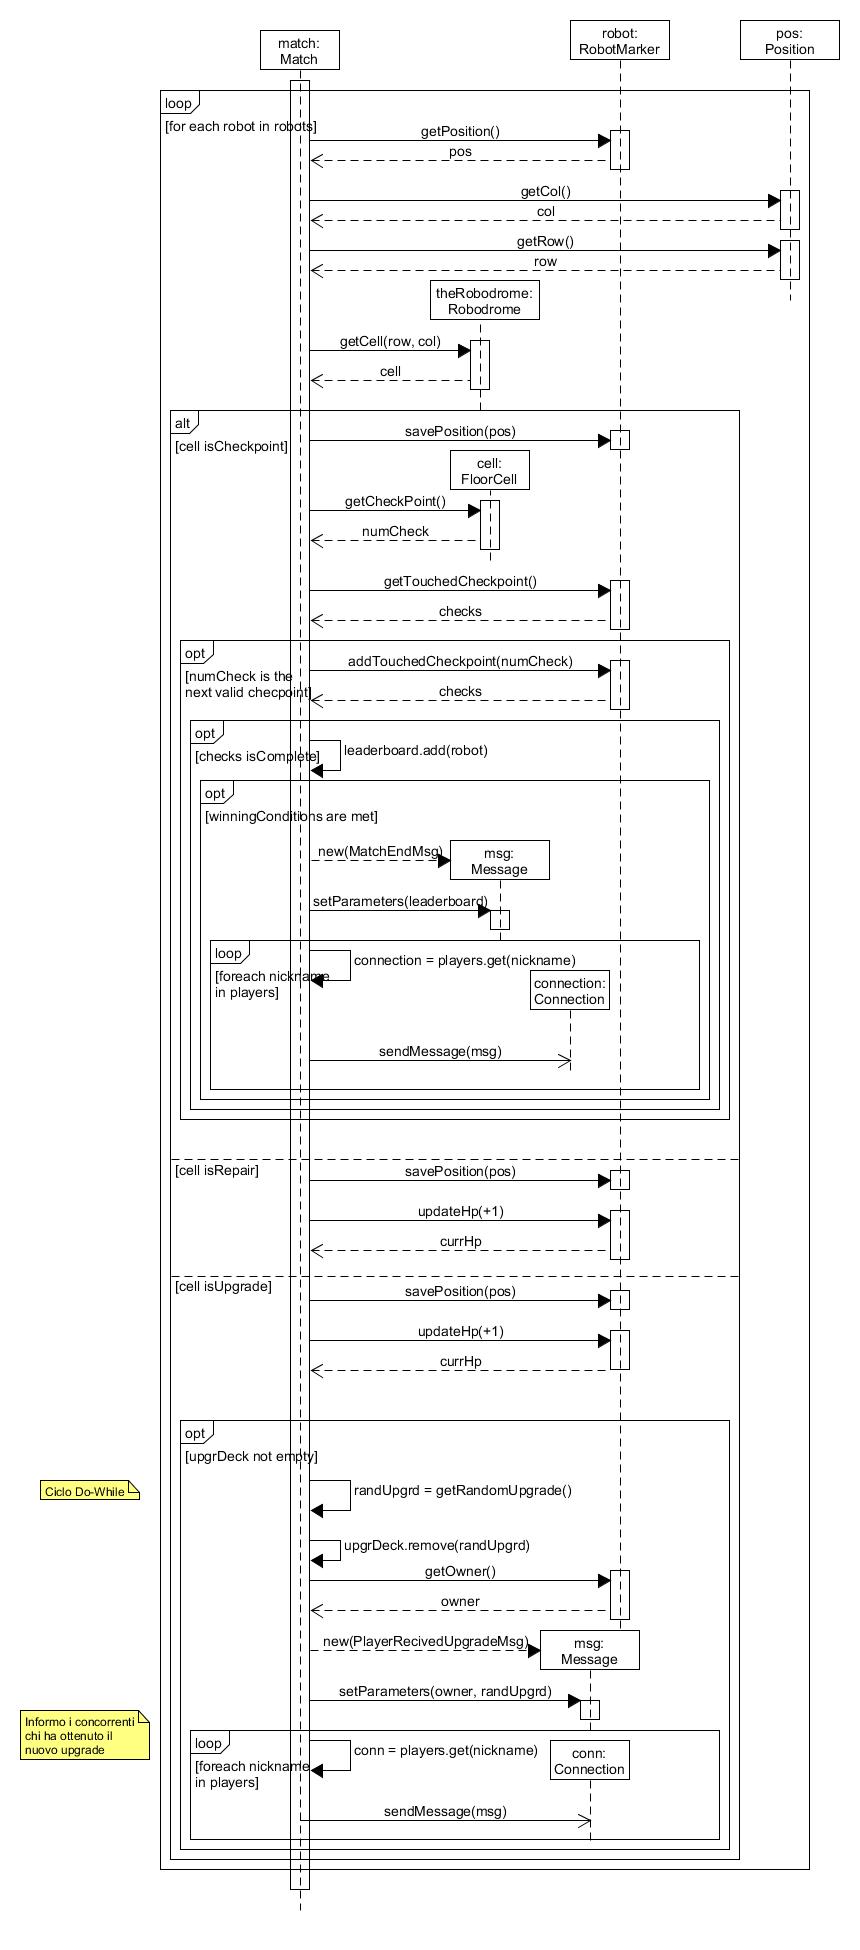 match:
Match
robot:
RobotMarker
pos:
Position
loop
[for each robot in robots]
getPosition()
pos
getCol()
col
getRow()
row
theRobodrome:
Robodrome
getCell(row, col)
cell
alt
[cell isCheckpoint]
savePosition(pos)
cell:
FloorCell
getCheckPoint()
numCheck
getTouchedCheckpoint()
checks
opt
[numCheck is the
next valid checpoint]
addTouchedCheckpoint(numCheck)
checks
opt
[checks isComplete]
leaderboard.add(robot)
opt
[winningConditions are met]
new(MatchEndMsg)
msg:
Message
setParameters(leaderboard)
loop
[foreach nickname
in players]
connection = players.get(nickname)
connection:
Connection
sendMessage(msg)
[cell isRepair]
savePosition(pos)
updateHp(+1)
currHp
[cell isUpgrade]
savePosition(pos)
updateHp(+1)
currHp
opt
[upgrDeck not empty]
Ciclo Do-While
randUpgrd = getRandomUpgrade()
upgrDeck.remove(randUpgrd)
getOwner()
owner
new(PlayerRecivedUpgradeMsg)
msg:
Message
setParameters(owner, randUpgrd)
Informo i concorrenti
chi ha ottenuto il
nuovo upgrade
loop
[foreach nickname
in players]
conn = players.get(nickname)
conn:
Connection
sendMessage(msg)